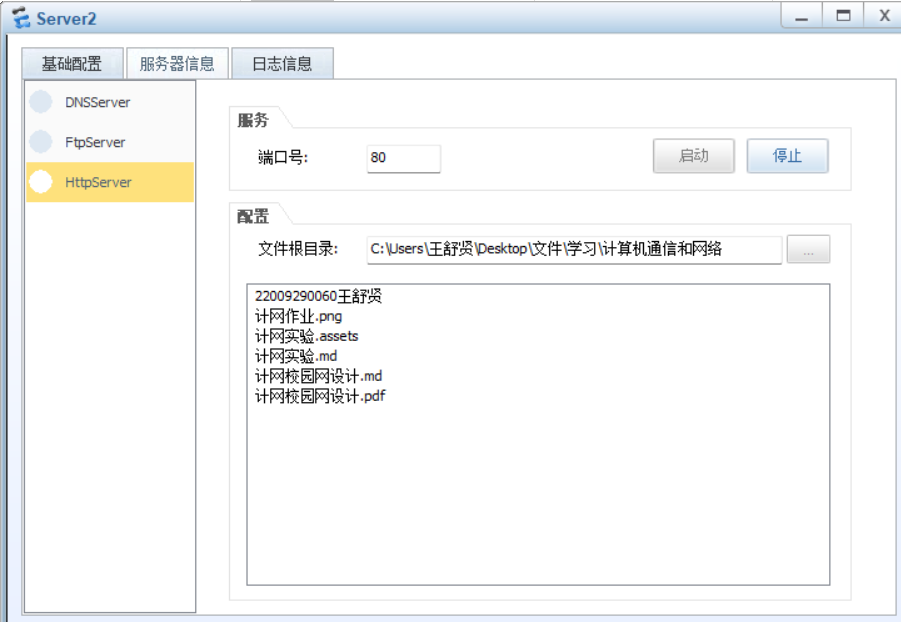 Server2
基础配置 服务器信息 日志信息
DNSServer
FtpServer
HttpServer
服务
端口号: 80 启动 停止
配置
文件根目录: C:\Users\王舒贤\Desktop\文件\学习\计算机通信和网络 ...
22009290060王舒贤
计网作业.png
计网实验.assets
计网实验.md
计网校园网设计.md
计网校园网设计.pdf